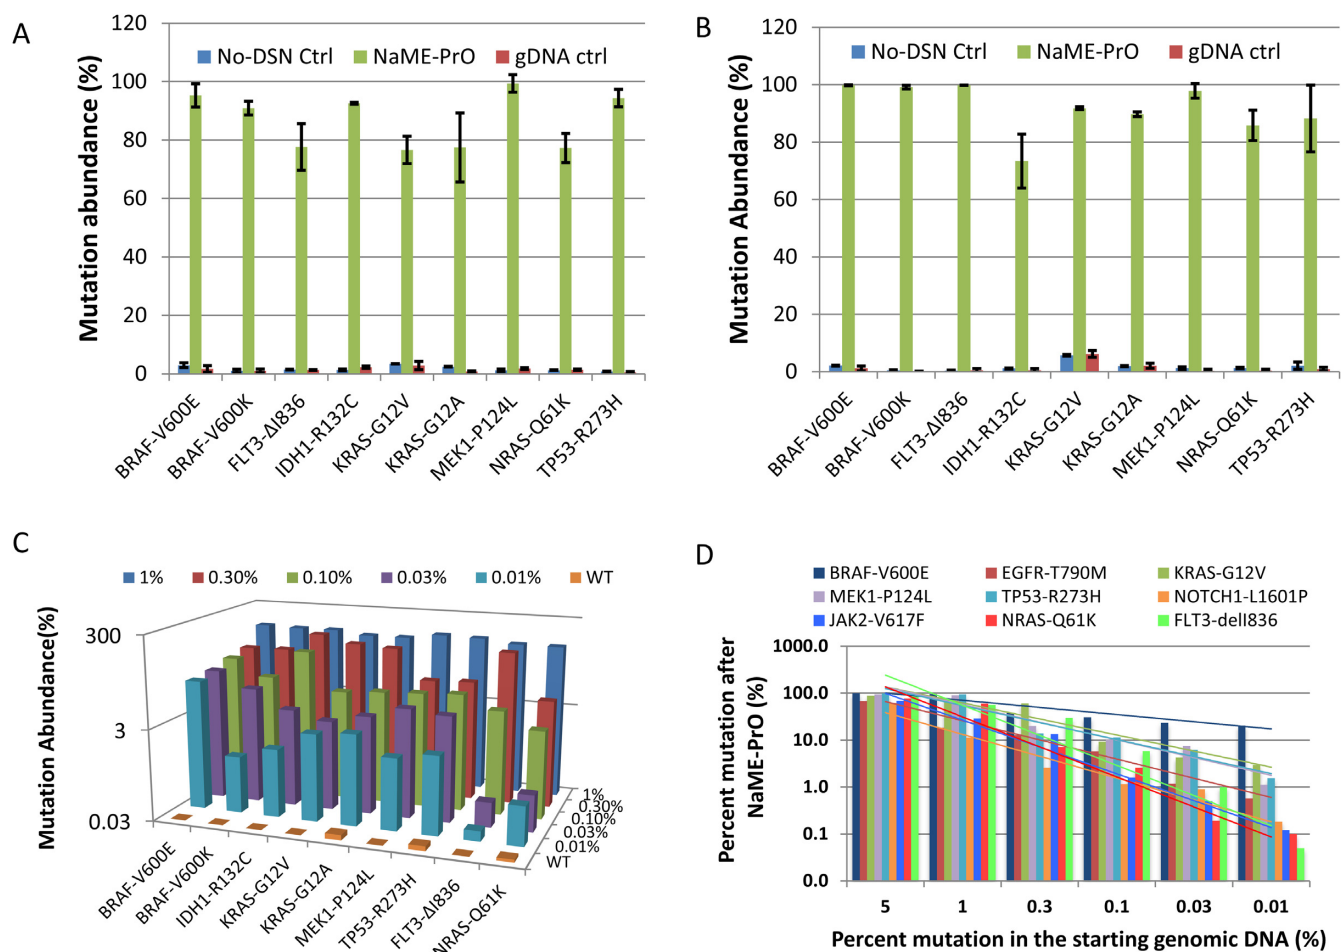 A
120
100
80
60
40
20
0
Mutation abundance (%)
No-DSN Ctrl NaME-PrO gDNA ctrl
BRAF-V600E
BRAF-V600K
FLT3-ΔI836
IDH1-R132C
KRAS-G12V
KRAS-G12A
MEK1-P124L
NRAS-Q61K
TP53-R273H
B
120
100
80
60
40
20
0
Mutation Abundance (%)
No-DSN Ctrl NaME-PrO gDNA ctrl
BRAF-V600E
BRAF-V600K
FLT3-ΔI836
IDH1-R132C
KRAS-G12V
KRAS-G12A
MEK1-P124L
NRAS-Q61K
TP53-R273H
C
1% 0.30% 0.10% 0.03% 0.01% WT
Mutation Abundance(%)
300
3
0.03
1%
0.30%
0.10%
0.03%
0.01%
WT
BRAF-V600E
BRAF-V600K
IDH1-R132C
KRAS-G12V
KRAS-G12A
MEK1-P124L
TP53-R273H
FLT3-ΔI836
NRAS-Q61K
D
BRAF-V600E EGFR-T790M KRAS-G12V
MEK1-P124L TP53-R273H NOTCH1-L1601P
JAK2-V617F NRAS-Q61K FLT3-dell836
Percent mutation after
NaME-PrO (%)
1000.0
100.0
10.0
1.0
0.1
0.0
5 1 0.3 0.1 0.03 0.01
Percent mutation in the starting genomic DNA (%)